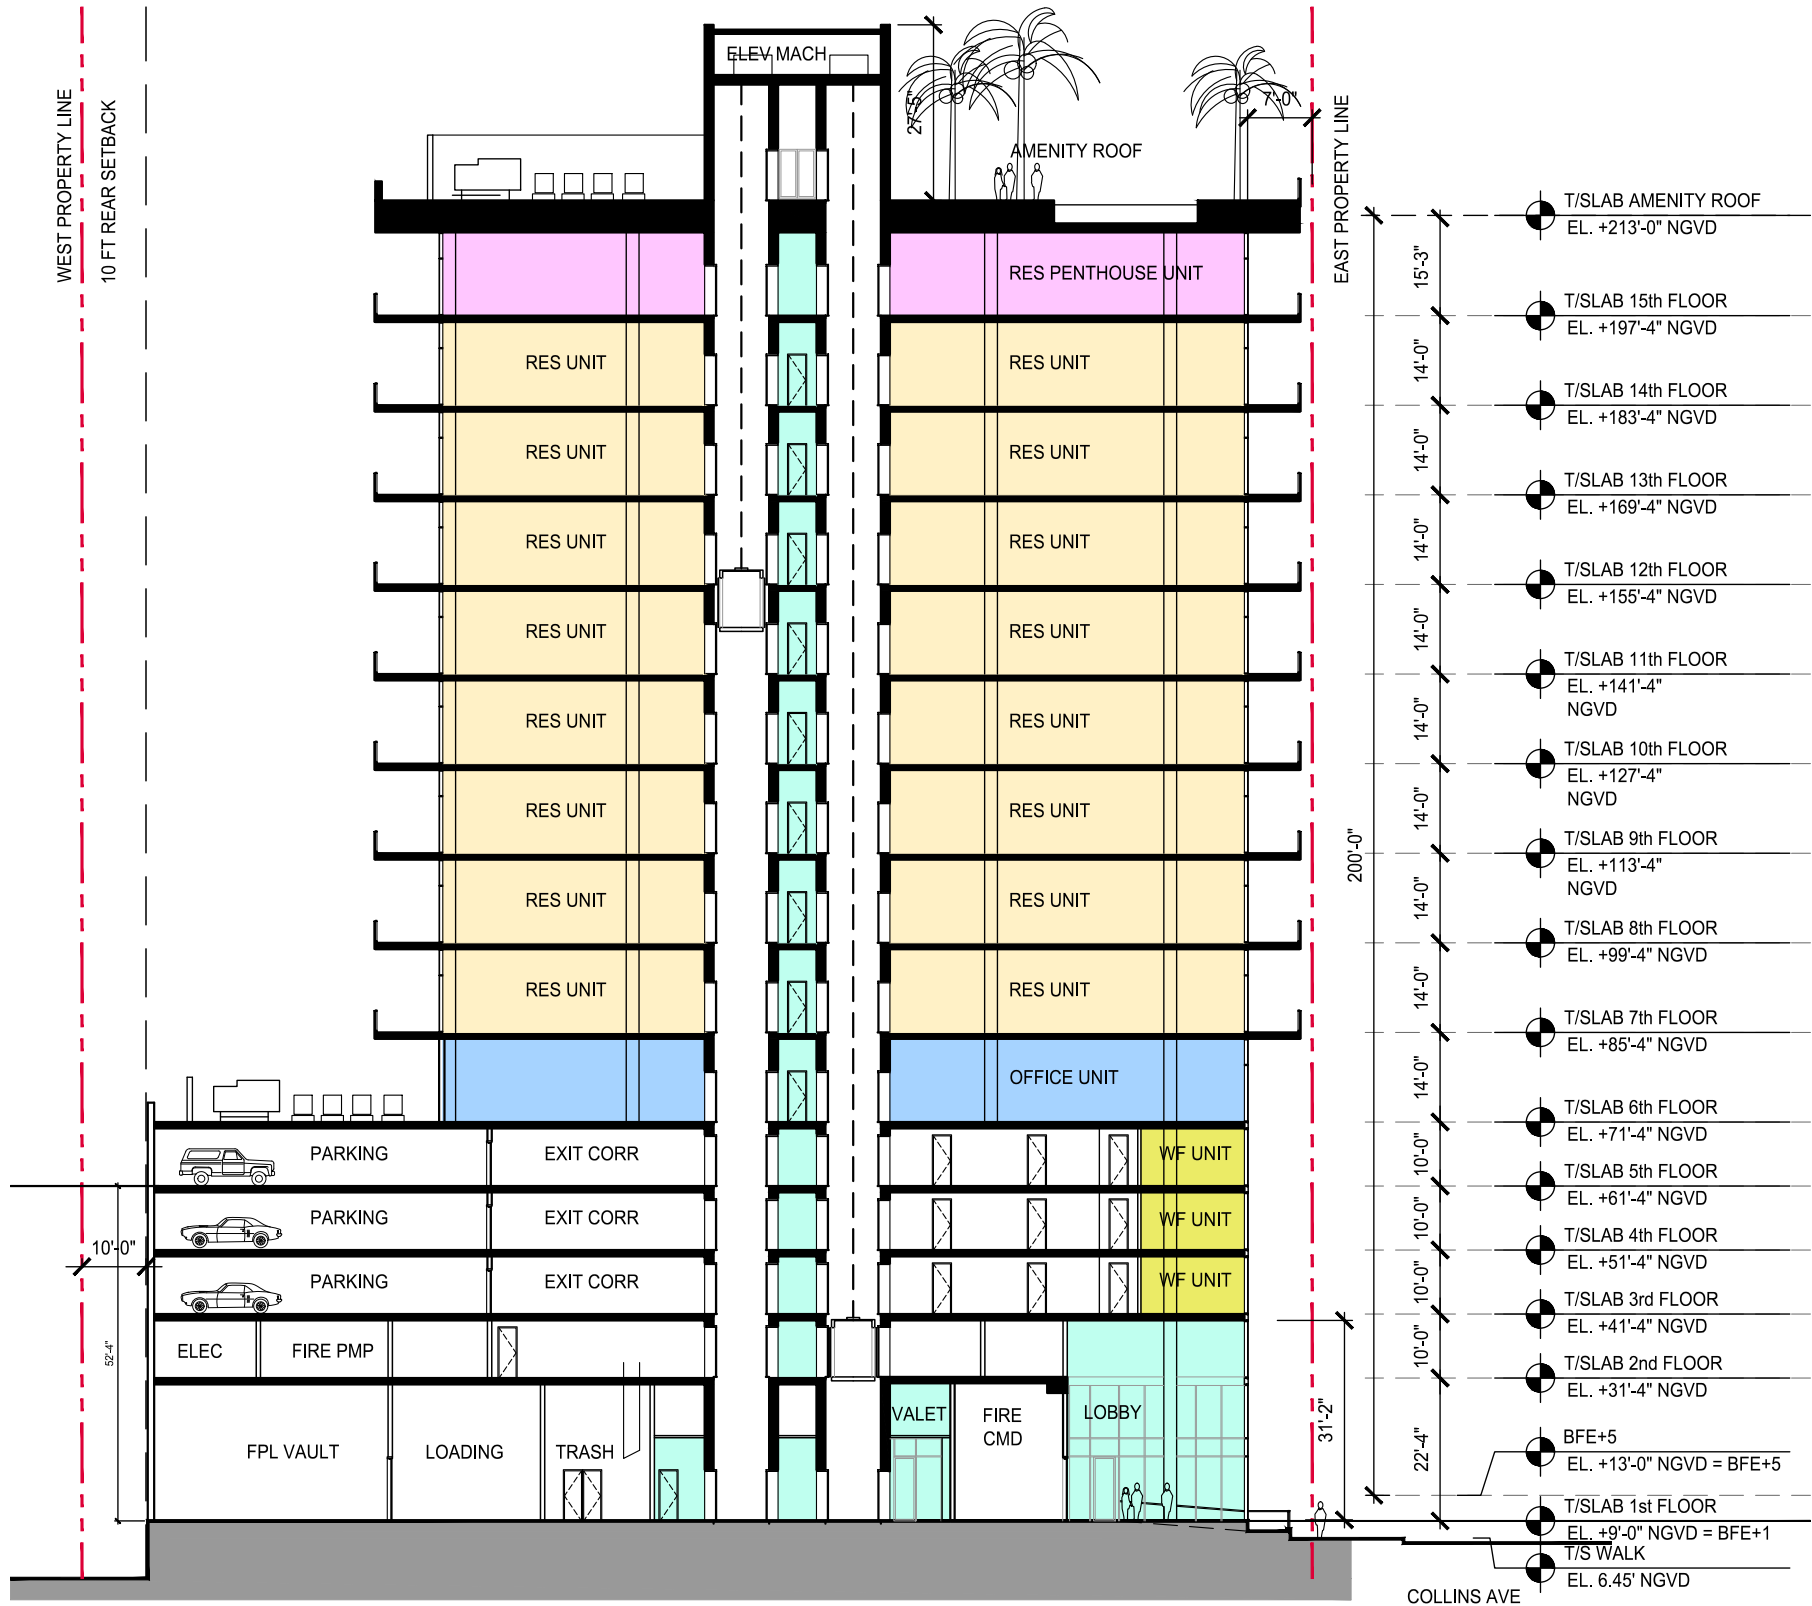 ELEV MACH
27'-5"
7'-0"
WEST PROPERTY LINE
10 FT REAR SETBACK
EAST PROPERTY LINE
AMENITY ROOF
T/SLAB AMENITY ROOF
EL. +213'-0" NGVD
15'-3"
RES PENTHOUSE UNIT
T/SLAB 15th FLOOR
EL. +197'-4" NGVD
14'-0"
RES UNIT
RES UNIT
T/SLAB 14th FLOOR
EL. +183'-4" NGVD
14'-0"
RES UNIT
RES UNIT
T/SLAB 13th FLOOR
EL. +169'-4" NGVD
14'-0"
RES UNIT
RES UNIT
T/SLAB 12th FLOOR
EL. +155'-4" NGVD
14'-0"
RES UNIT
RES UNIT
T/SLAB 11th FLOOR
EL. +141'-4"
NGVD
14'-0"
RES UNIT
RES UNIT
T/SLAB 10th FLOOR
EL. +127'-4"
NGVD
14'-0"
RES UNIT
RES UNIT
T/SLAB 9th FLOOR
EL. +113'-4"
NGVD
200'-0"
14'-0"
RES UNIT
RES UNIT
T/SLAB 8th FLOOR
EL. +99'-4" NGVD
14'-0"
RES UNIT
RES UNIT
T/SLAB 7th FLOOR
EL. +85'-4" NGVD
14'-0"
OFFICE UNIT
T/SLAB 6th FLOOR
EL. +71'-4" NGVD
10'-0"
PARKING
EXIT CORR
WF UNIT
T/SLAB 5th FLOOR
EL. +61'-4" NGVD
10'-0"
PARKING
EXIT CORR
WF UNIT
T/SLAB 4th FLOOR
EL. +51'-4" NGVD
10'-0"
10'-0"
PARKING
EXIT CORR
WF UNIT
T/SLAB 3rd FLOOR
EL. +41'-4" NGVD
10'-0"
52'-4"
ELEC
FIRE PMP
T/SLAB 2nd FLOOR
EL. +31'-4" NGVD
31'-2"
22'-4"
FPL VAULT
LOADING
TRASH
VALET
FIRE
CMD
LOBBY
BFE+5
EL. +13'-0" NGVD = BFE+5
T/SLAB 1st FLOOR
EL. +9'-0" NGVD = BFE+1
T/S WALK
EL. 6.45' NGVD
COLLINS AVE